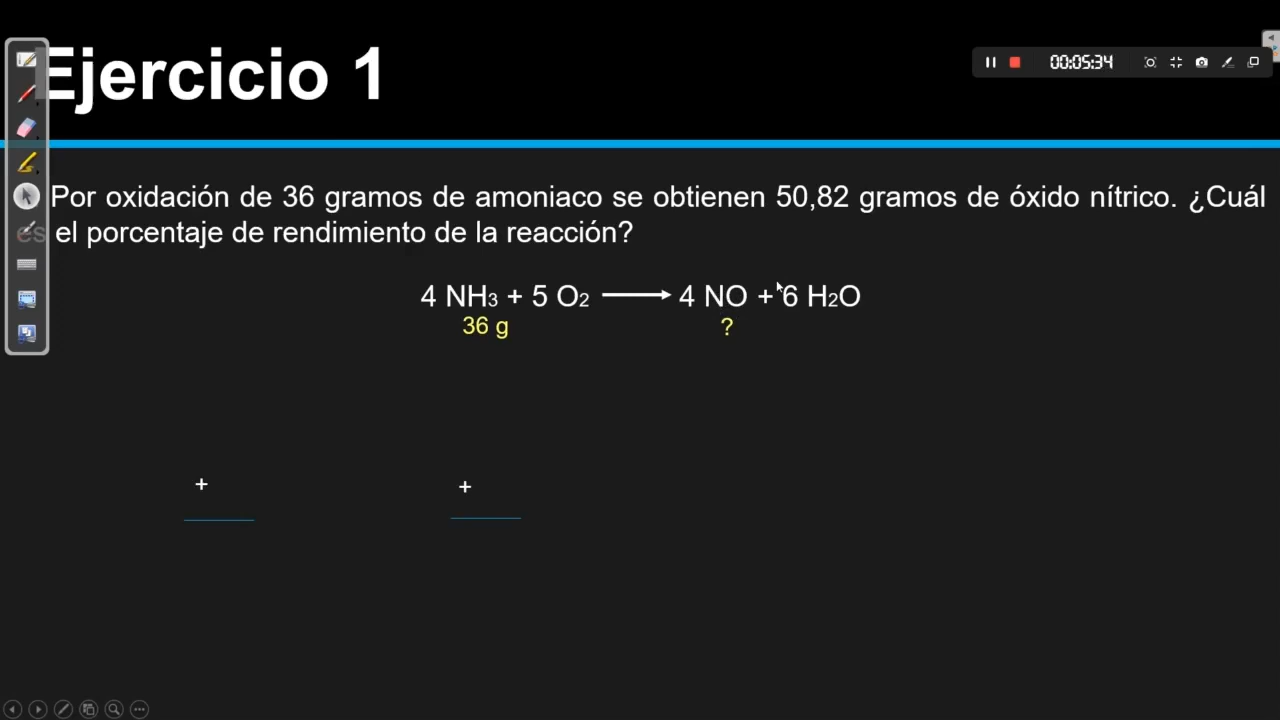 Ejercicio 1
00:05:34
Por oxidación de 36 gramos de amoniaco se obtienen 50,82 gramos de óxido nítrico. ¿Cuál
es el porcentaje de rendimiento de la reacción?
4 NH3 + 5 O2 ⟶ 4 NO + 6 H2O
36 g ?
+ +